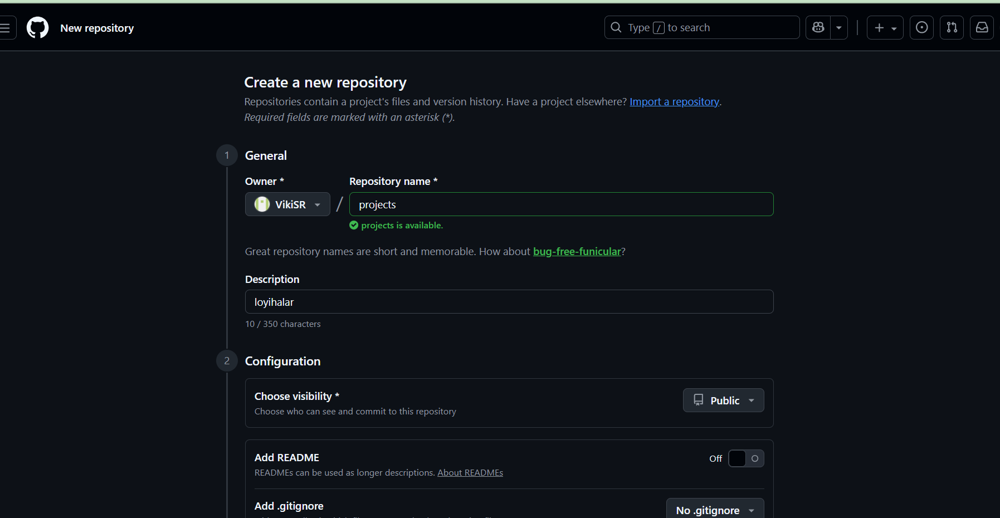 New repository
Type / to search
Create a new repository
Repositories contain a project's files and version history. Have a project elsewhere? Import a repository.
Required fields are marked with an asterisk (*).
1
General
Owner *
Repository name *
VikiSR / projects
projects is available.
Great repository names are short and memorable. How about bug-free-funicular?
Description
loyihalar
10 / 350 characters
2
Configuration
Choose visibility *
Public
Choose who can see and commit to this repository
Add README
Off
READMEs can be used as longer descriptions. About READMEs
Add .gitignore
No .gitignore